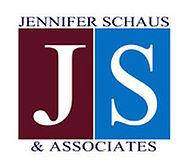 JENNIFER SCHAUS
JS
& ASSOCIATES